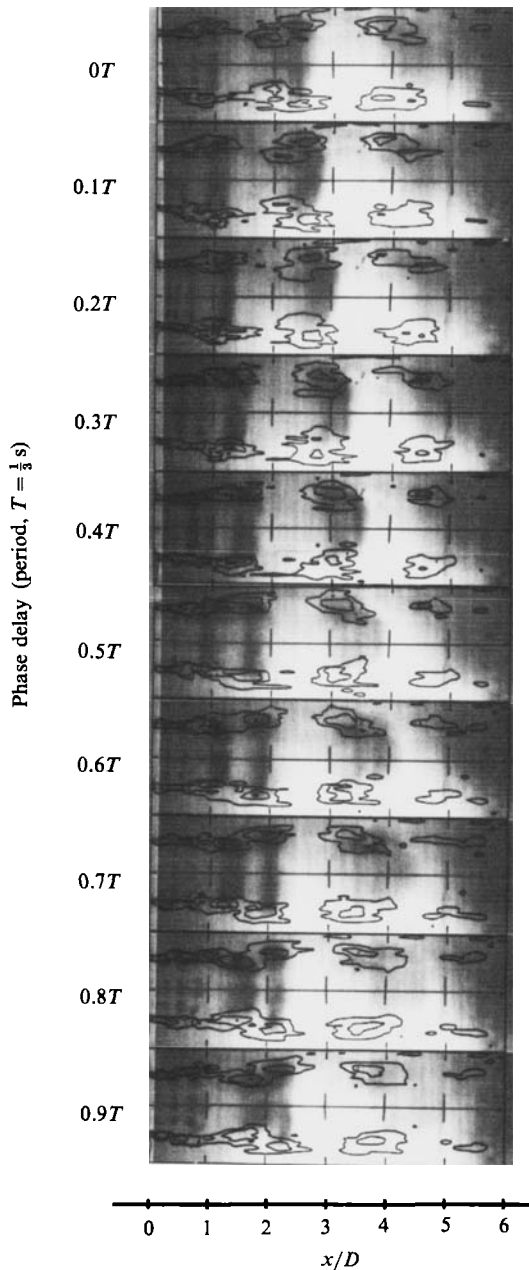 0T
0.1T
0.2T
0.3T
0.4T
0.5T
0.6T
0.7T
0.8T
0.9T
Phase delay (period, T = 1/3 s)
0 1 2 3 4 5 6
x/D